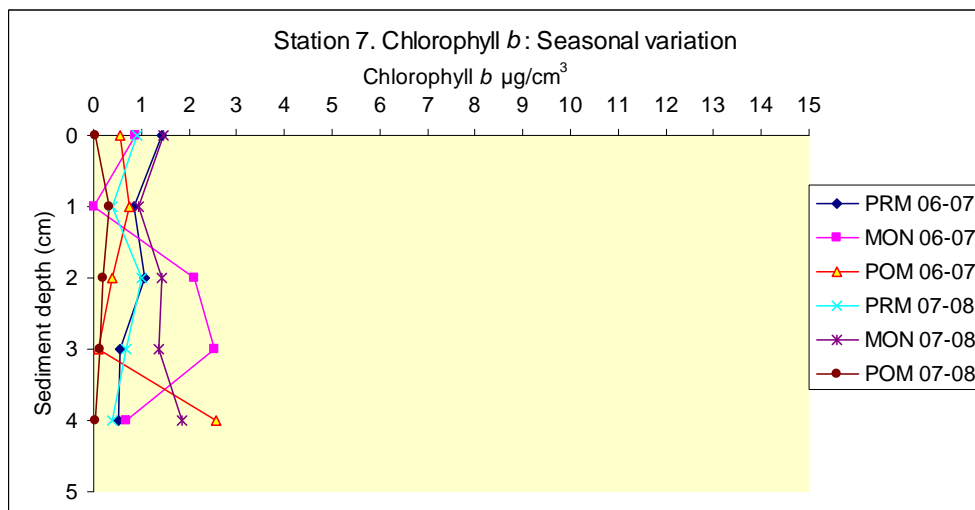 Station 7. Chlorophyll b: Seasonal variation
Chlorophyll b µg/cm³
0 1 2 3 4 5 6 7 8 9 10 11 12 13 14 15
0
1
2
3
4
5
Sediment depth (cm)
PRM 06-07
MON 06-07
POM 06-07
PRM 07-08
MON 07-08
POM 07-08